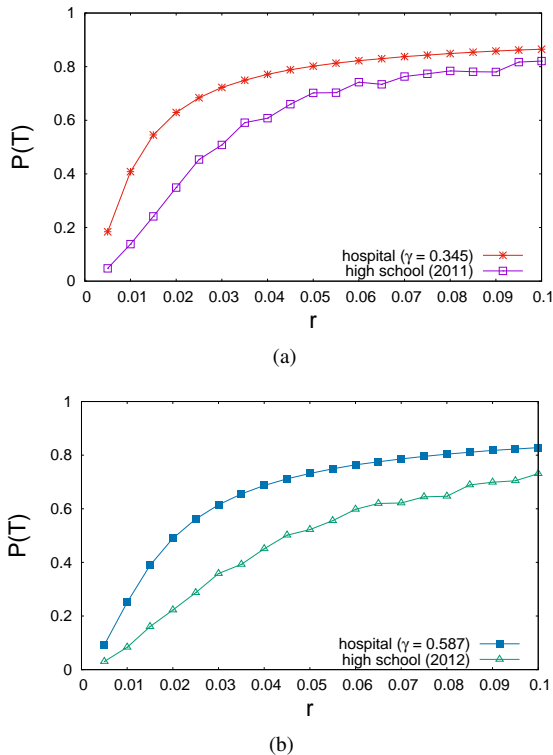 1
0.8
0.6
0.4
0.2
0
P(T)
hospital (γ = 0.345)
high school (2011)
0 0.01 0.02 0.03 0.04 0.05 0.06 0.07 0.08 0.09 0.1
r
(a)
1
0.8
0.6
0.4
0.2
0
P(T)
hospital (γ = 0.587)
high school (2012)
0 0.01 0.02 0.03 0.04 0.05 0.06 0.07 0.08 0.09 0.1
r
(b)